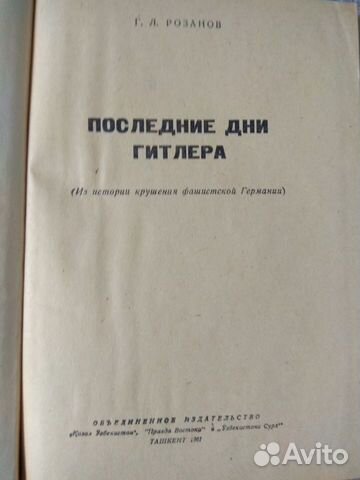 Г. Л. РОЗАНОВ
ПОСЛЕДНИЕ ДНИ
ГИТЛЕРА
(Из истории крушения фашистской Германии)
ОБЪЕДИНЕННОЕ ИЗДАТЕЛЬСТВО
„Кизил Узбекистон“, “Правда Востока” и „Узбекистони Сурх“
ТАШКЕНТ
Avito